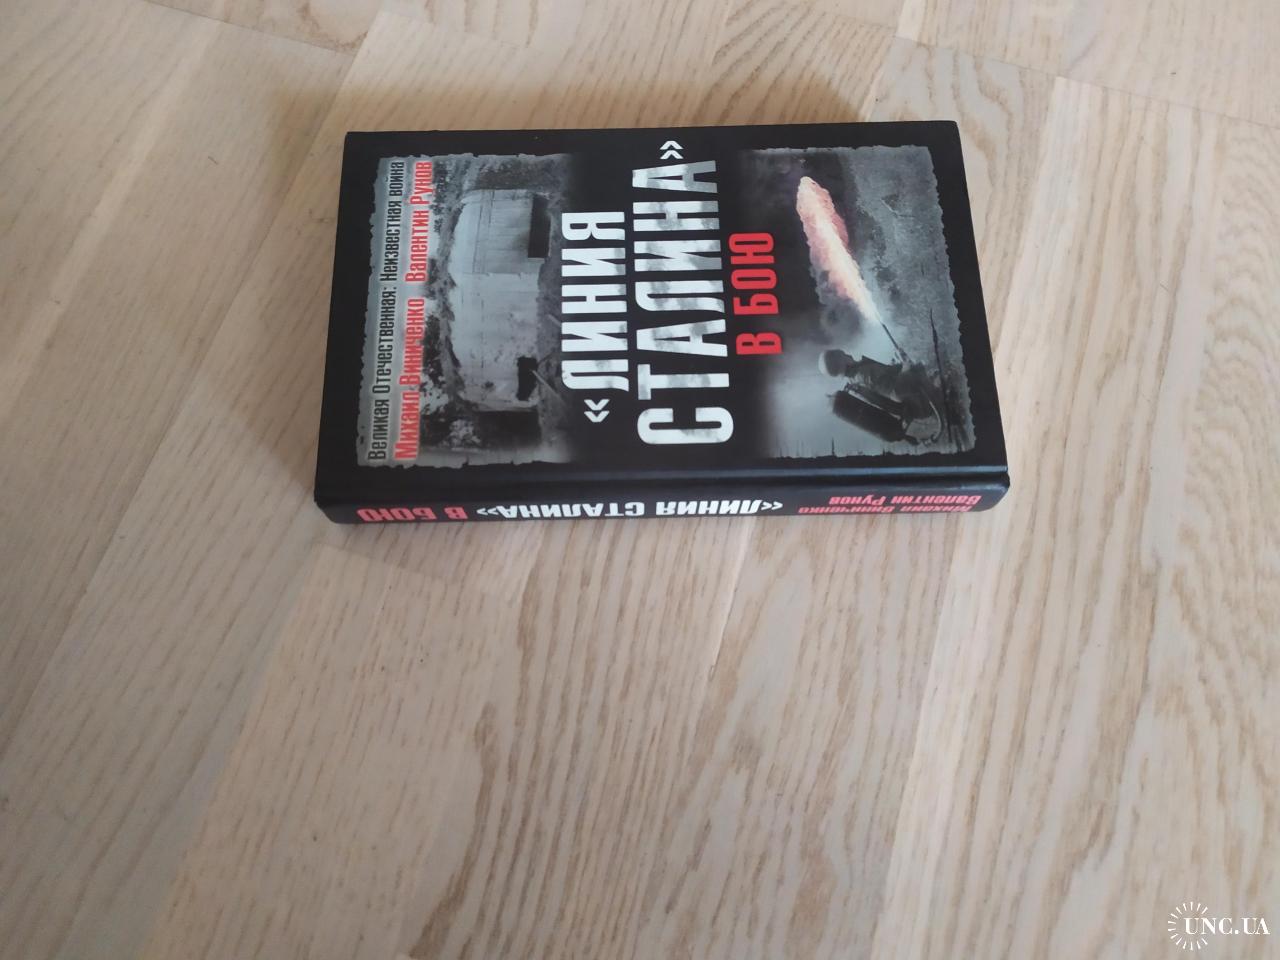 Великая Отечественная: Неизвестная война
Михаил Виниченко Валентин Рунов
«ЛИНИЯ
СТАЛИНА»
В БОЮ
Михаил Виниченко
Валентин Рунов
«ЛИНИЯ СТАЛИНА» В БОЮ
UNC.UA